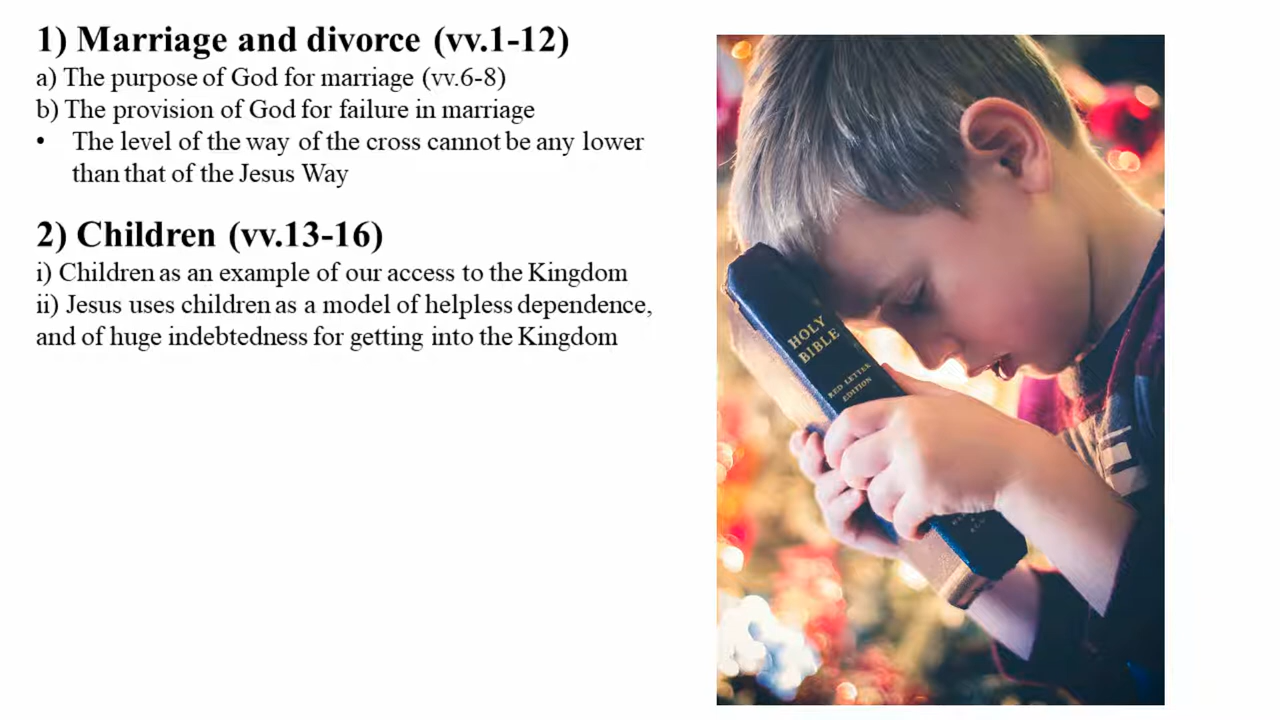 1) Marriage and divorce (vv.1-12)
a) The purpose of God for marriage (vv.6-8)
b) The provision of God for failure in marriage
• The level of the way of the cross cannot be any lower
than that of the Jesus Way
2) Children (vv.13-16)
i) Children as an example of our access to the Kingdom
ii) Jesus uses children as a model of helpless dependence,
and of huge indebtedness for getting into the Kingdom
HOLY
BIBLE
RED LETTER
EDITION